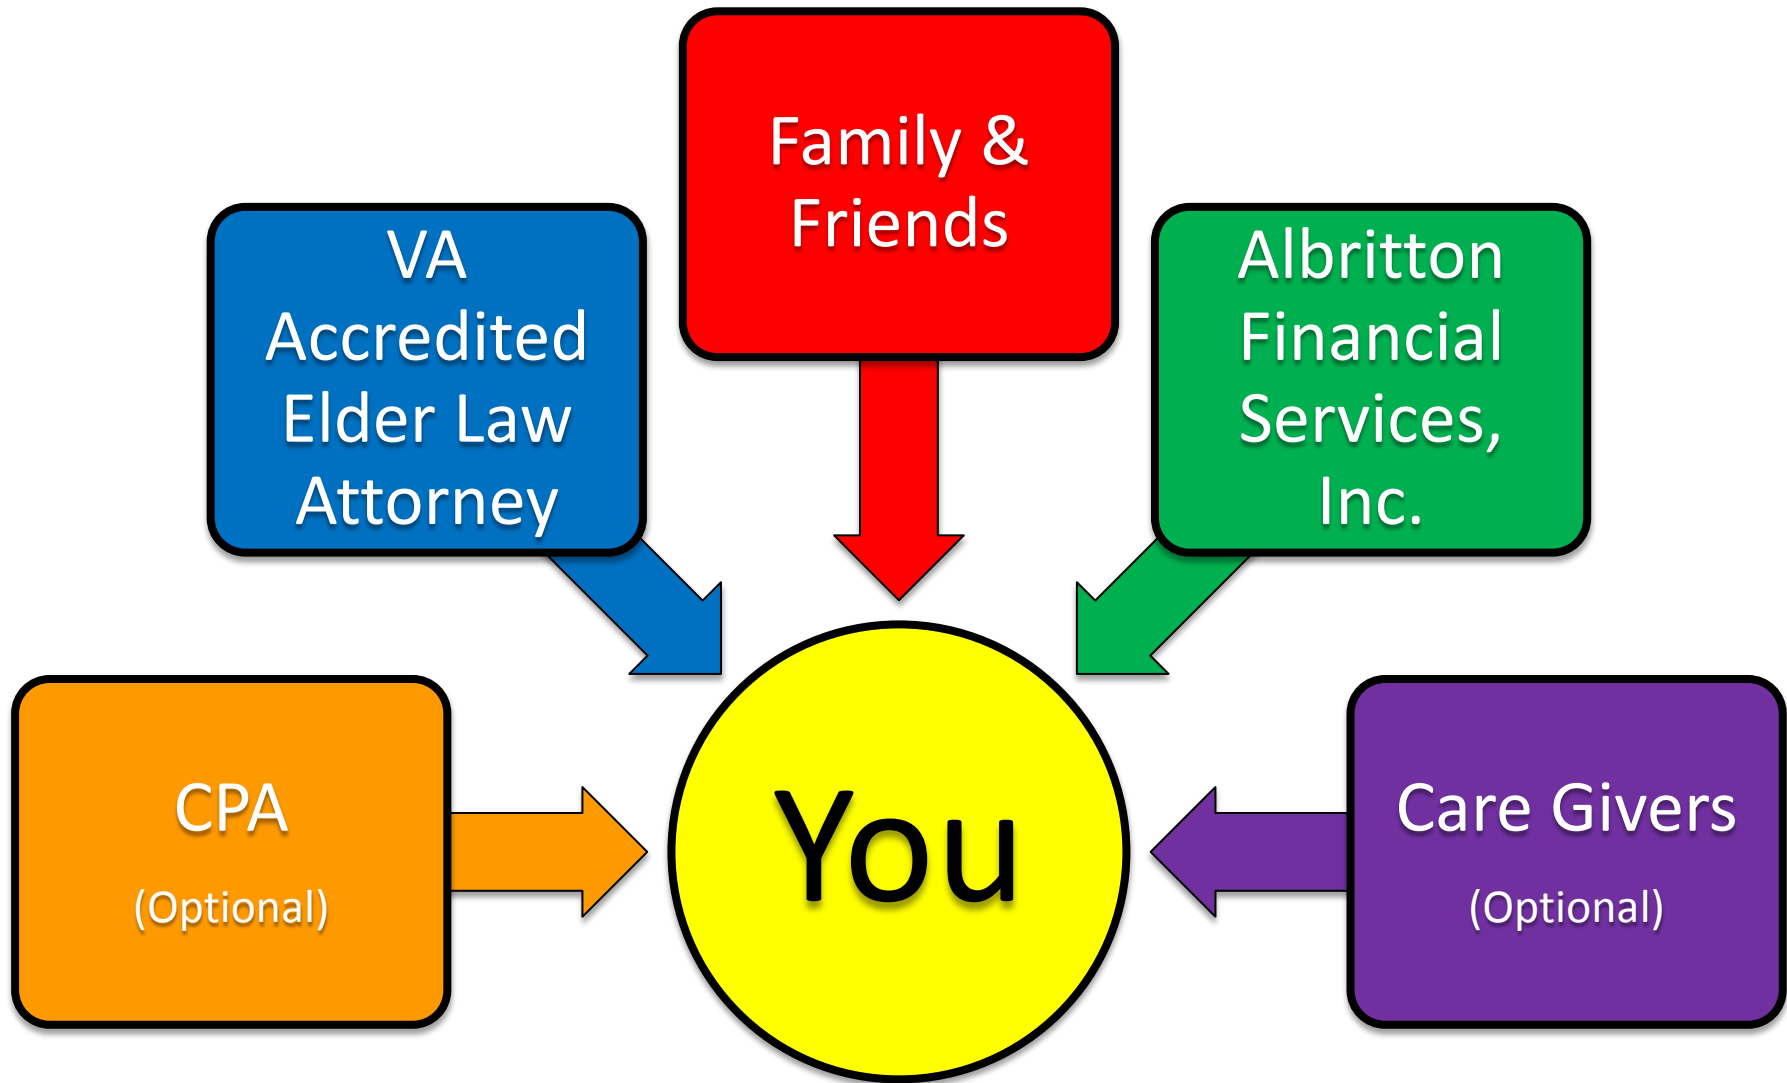 Family &
Friends
VA
Accredited
Elder Law
Attorney
Albritton
Financial
Services,
Inc.
CPA
(Optional)
You
Care Givers
(Optional)